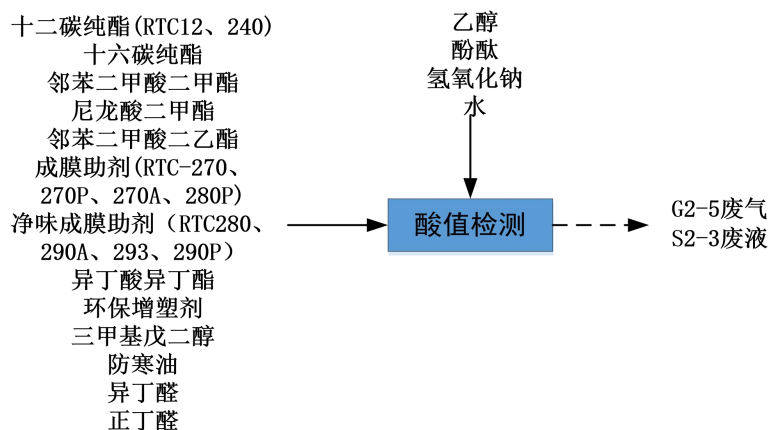 十二碳纯酯(RTC12、240)
十六碳纯酯
邻苯二甲酸二甲酯
尼龙酸二甲酯
邻苯二甲酸二乙酯
成膜助剂(RTC-270、
270P、270A、280P)
净味成膜助剂（RTC280、
290A、293、290P）
异丁酸异丁酯
环保增塑剂
三甲基戊二醇
防寒油
异丁醛
正丁醛
乙醇
酚酞
氢氧化钠
水
酸值检测
G2-5废气
S2-3废液